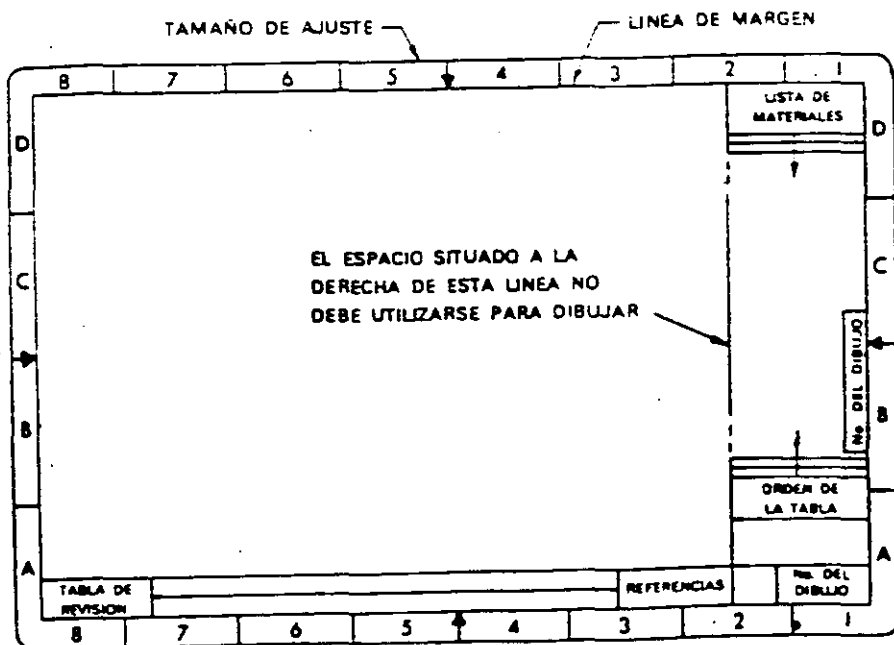 TAMAÑO DE AJUSTE
LINEA DE MARGEN
8 7 6 5 4 3 2 1
LISTA DE
MATERIALES
D
D
EL ESPACIO SITUADO A LA
DERECHA DE ESTA LINEA NO
DEBE UTILIZARSE PARA DIBUJAR
C
C
No DEL DIBUJO
B
B
ORDEN DE
LA TABLA
A
A
TABLA DE
REVISION
REFERENCIAS
No. DEL
DIBUJO
8 7 6 5 4 3 2 1